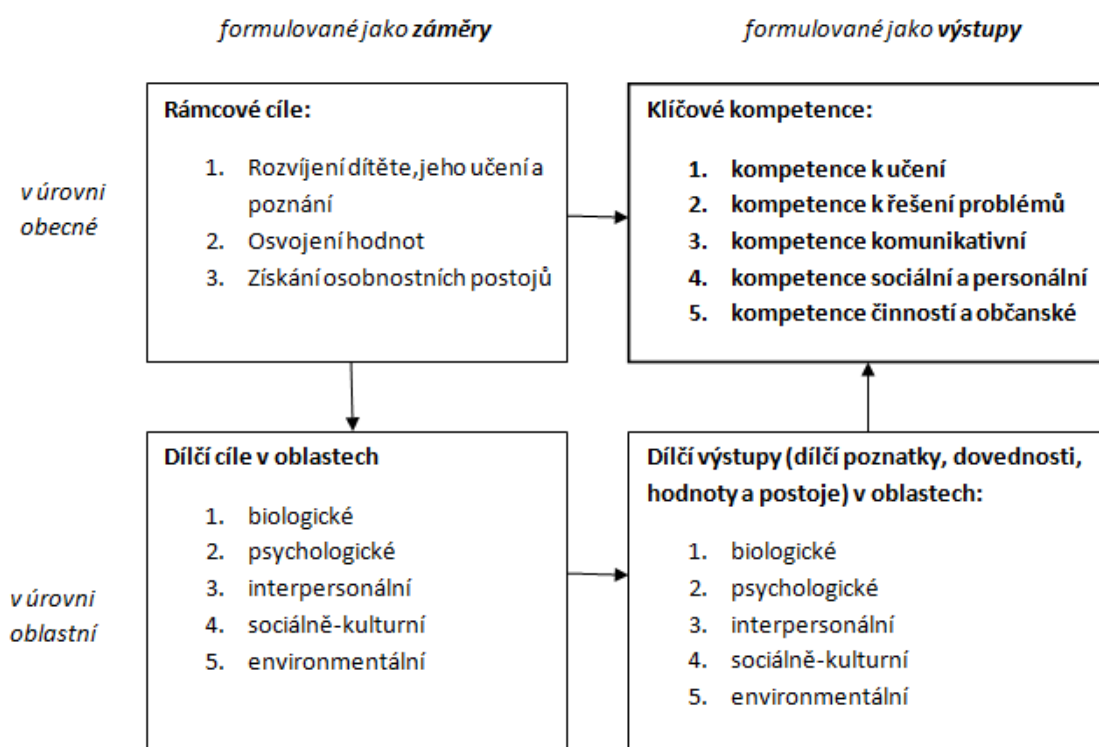 formulované jako záměry
formulované jako výstupy
v úrovni
obecné
Rámcové cíle:
1. Rozvíjení dítěte, jeho učení a
poznání
2. Osvojení hodnot
3. Získání osobnostních postojů
Klíčové kompetence:
1. kompetence k učení
2. kompetence k řešení problémů
3. kompetence komunikativní
4. kompetence sociální a personální
5. kompetence činností a občanské
v úrovni
oblastní
Dílčí cíle v oblastech
1. biologické
2. psychologické
3. interpersonální
4. sociálně-kulturní
5. environmentální
Dílčí výstupy (dílčí poznatky, dovednosti,
hodnoty a postoje) v oblastech:
1. biologické
2. psychologické
3. interpersonální
4. sociálně-kulturní
5. environmentální